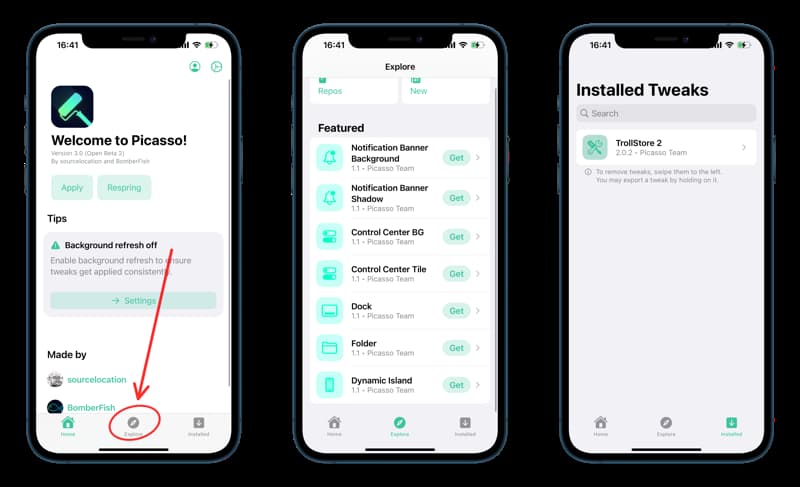 16:41
Welcome to Picasso!
Version 3.0 (Open Beta 2)
By sourcelocation and BomberFish
Apply
Respring
Tips
Background refresh off
Enable background refresh to ensure
tweaks get applied consistently.
→ Settings
Made by
sourcelocation
BomberFish
Home
Explore
Installed
16:41
Explore
Repos
New
Featured
Notification Banner
Background
1.1 • Picasso Team
Get
Notification Banner
Shadow
1.1 • Picasso Team
Get
Control Center BG
1.1 • Picasso Team
Get
Control Center Tile
1.1 • Picasso Team
Get
Dock
1.1 • Picasso Team
Get
Folder
1.1 • Picasso Team
Get
Dynamic Island
1.1 • Picasso Team
Get
Home
Explore
Installed
16:41
Installed Tweaks
Search
TrollStore 2
2.0.2 • Picasso Team
To remove tweaks, swipe them to the left.
You may export a tweak by holding on it.
Home
Explore
Installed